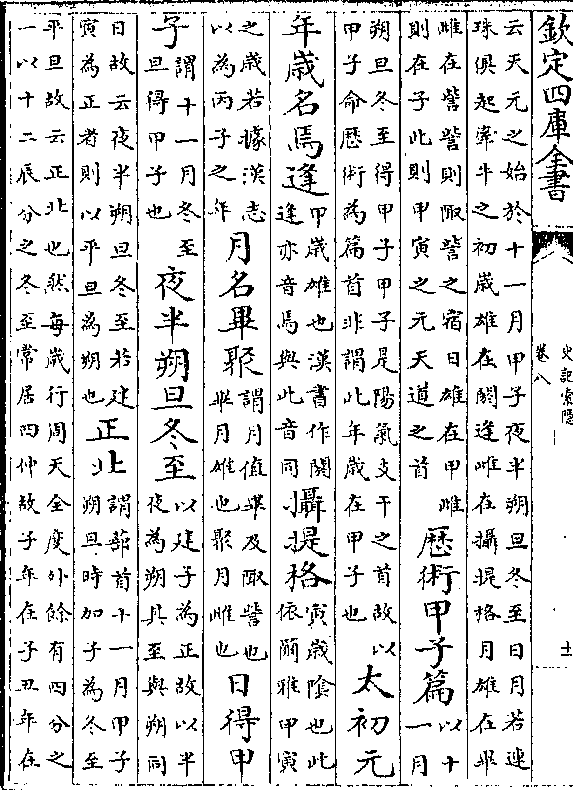 欽定四庫全書
史記索隱
卷八
十一
云天元之始於十一月甲子夜半朔旦冬至日月若連
珠俱起牽牛之初歲雄在閼逢雌在攝提格月雄在畢
雌在訾訾則陬訾之宿日雄在甲雌
則在子此則甲寅之元天道之首
歷術甲子篇
以十
一月
朔旦冬至得甲子甲子是陽氣支干之首故以
甲子命歷術為篇首非謂此年歲在甲子也
太初元
年歲名焉逢
甲歲雄也漢書作閼
逢亦音焉與此音同
攝提格
寅歲陰也此
依爾雅甲寅
之歲若據漢志
以為丙子之年
月名畢聚
謂月值畢及陬訾也
畢月雄也聚月雌也
日得甲
子
謂十一月冬至
旦得甲子也
夜半朔旦冬至
以建子為正故以半
夜為朔其至與朔同
日故云夜半朔旦冬至若建
寅為正者則以平旦為朔也
正北
謂蔀首十一月甲子
朔旦時加子為冬至
平旦故云正北也然每歲行周天全度外餘有四分之
一以十二辰分之冬至常居四仲故子年在子丑年在